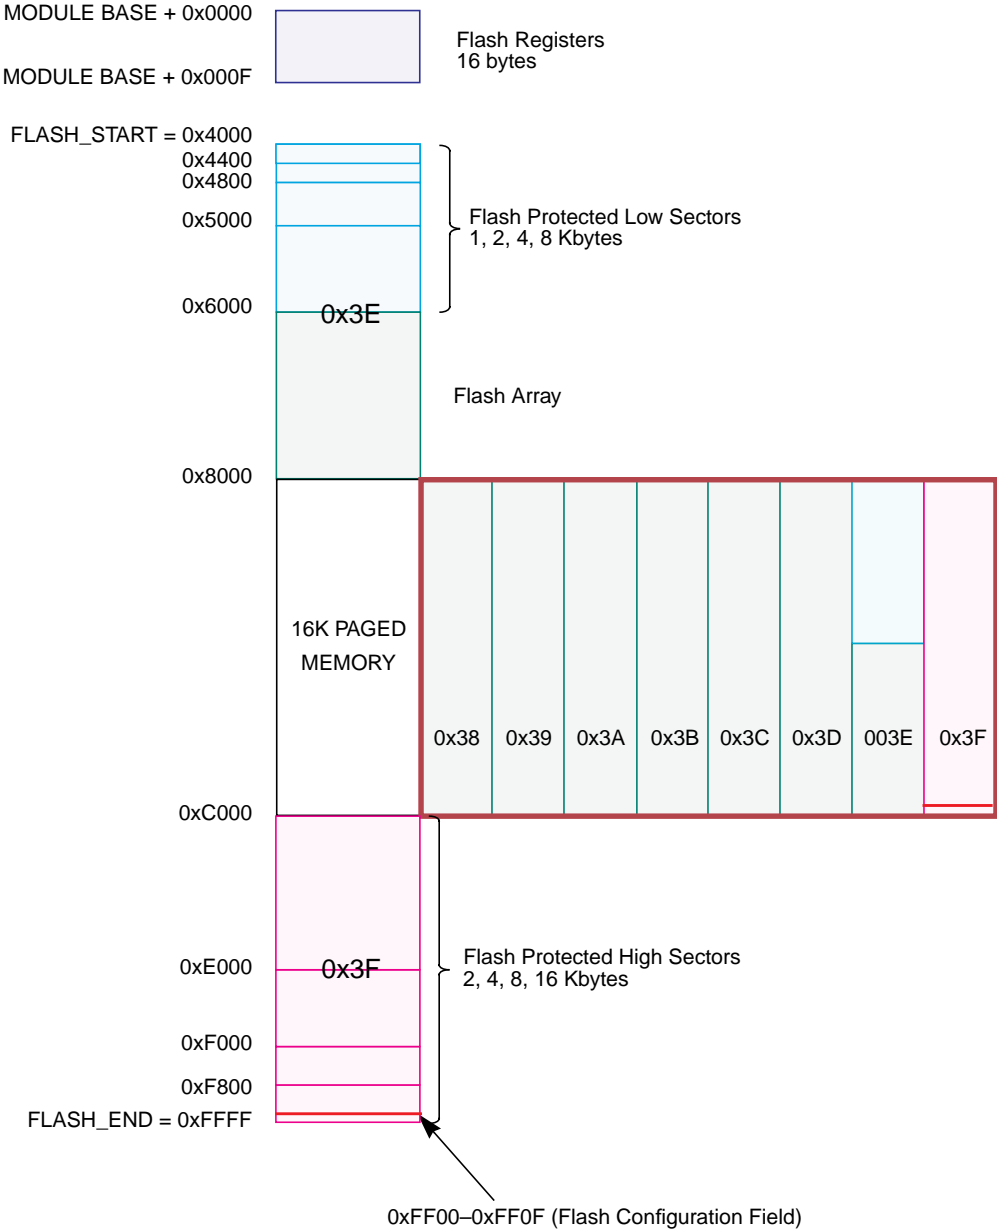 MODULE BASE + 0x0000
Flash Registers
16 bytes
MODULE BASE + 0x000F
FLASH_START = 0x4000
0x4400
0x4800
0x5000
Flash Protected Low Sectors
1, 2, 4, 8 Kbytes
0x6000
0x3E
Flash Array
0x8000
16K PAGED
MEMORY
0x38
0x39
0x3A
0x3B
0x3C
0x3D
003E
0x3F
0xC000
0xE000
0x3F
Flash Protected High Sectors
2, 4, 8, 16 Kbytes
0xF000
0xF800
FLASH_END = 0xFFFF
0xFF00–0xFF0F (Flash Configuration Field)